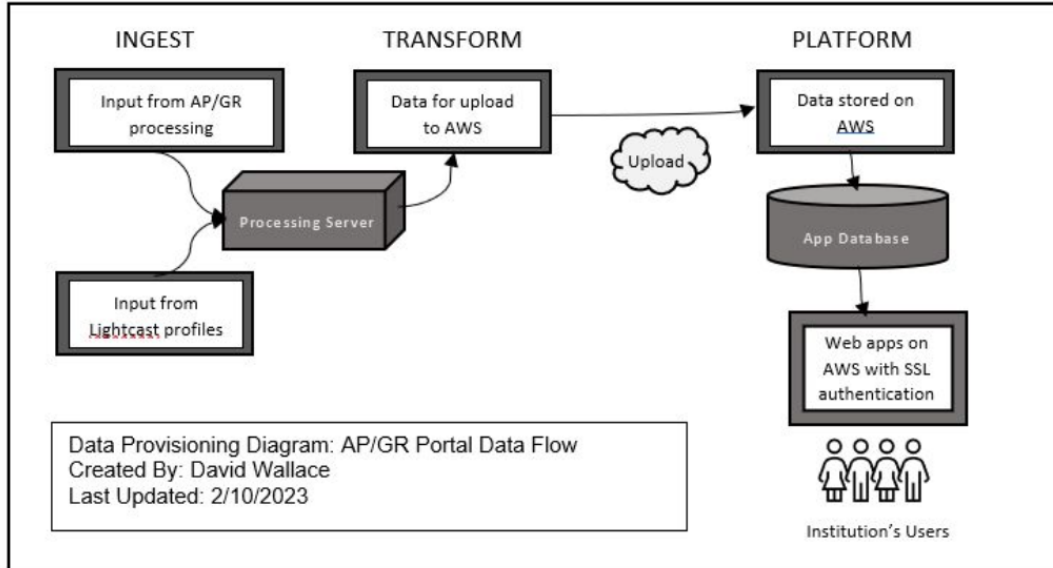 INGEST
TRANSFORM
PLATFORM
Input from AP/GR
processing
Data for upload
to AWS
Data stored on
AWS
Upload
Processing Server
App Database
Input from
Lightcast profiles
Web apps on
AWS with SSL
authentication
Data Provisioning Diagram: AP/GR Portal Data Flow
Created By: David Wallace
Last Updated: 2/10/2023
Institution's Users